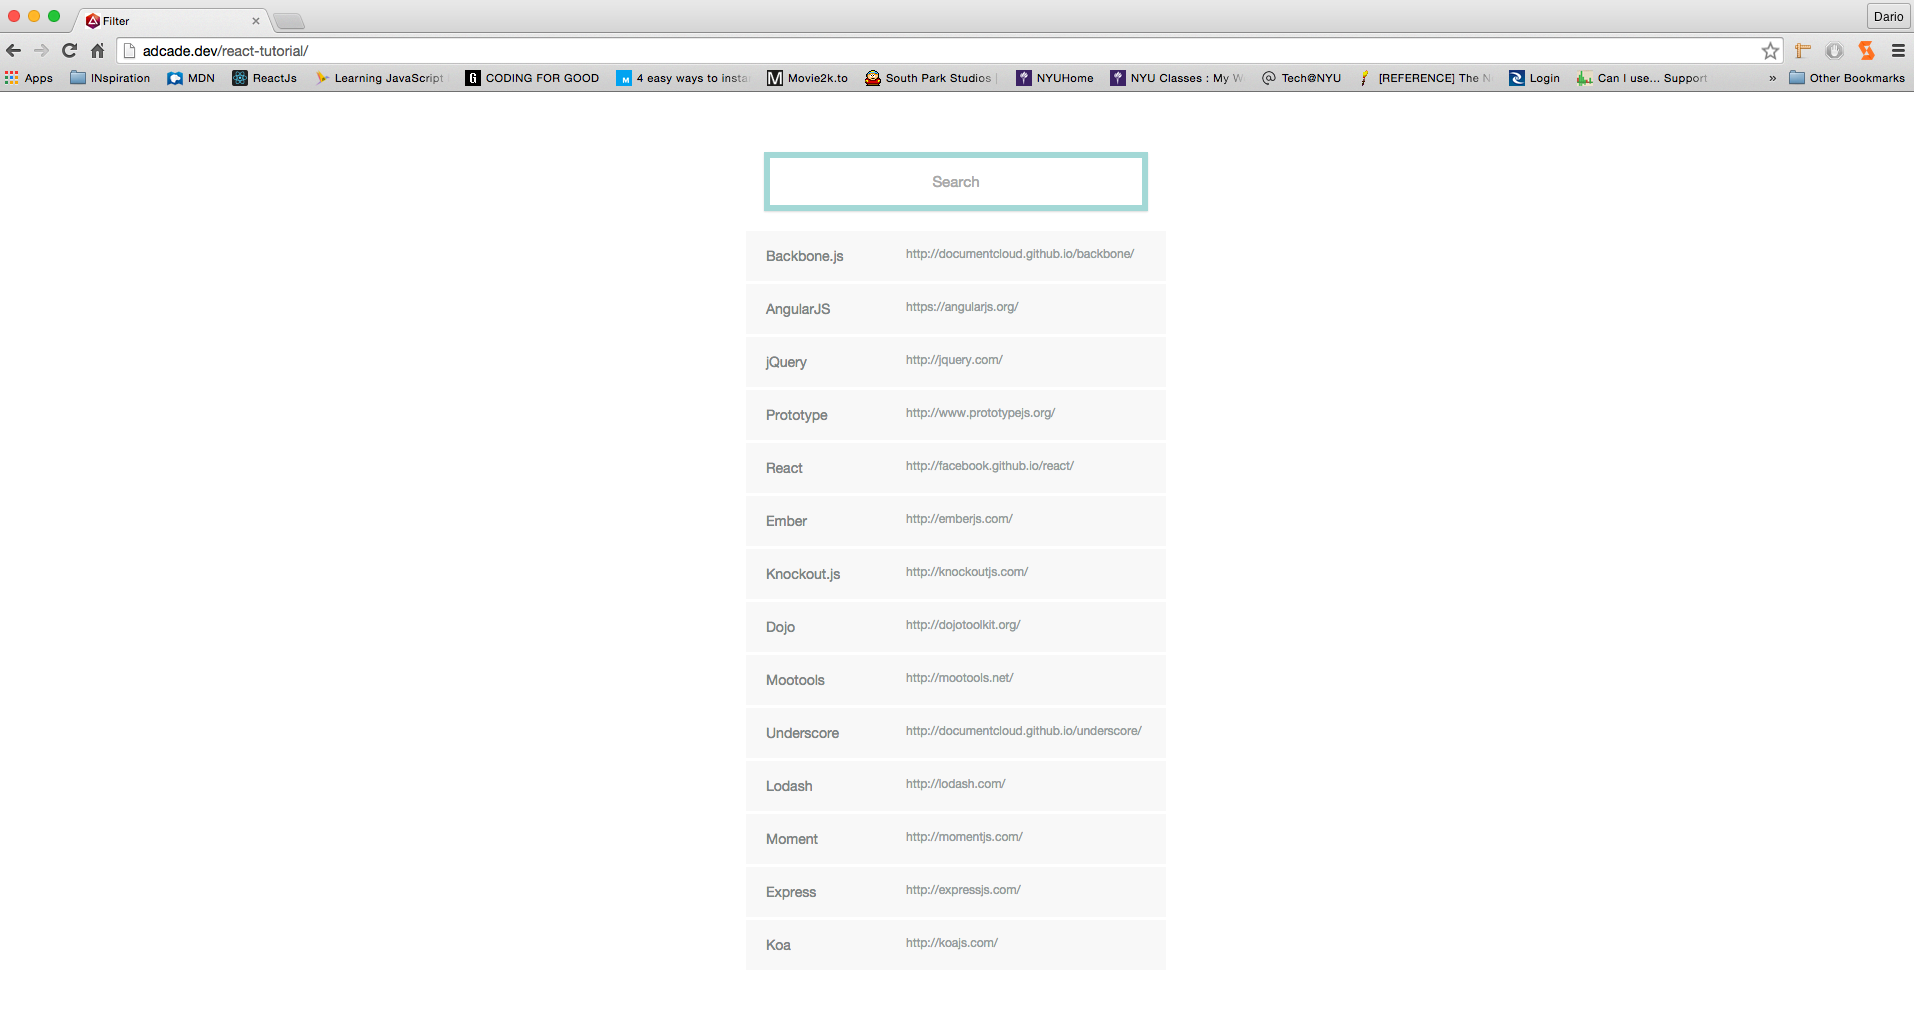 Filter
Dario
adcade.dev/react-tutorial/
Apps INspiration MDN ReactJs Learning JavaScript CODING FOR GOOD 4 easy ways to insta Movie2k.to South Park Studios NYUHome NYU Classes : My W Tech@NYU [REFERENCE] The N Login Can I use... Support » Other Bookmarks
Search
Backbone.js http://documentcloud.github.io/backbone/
AngularJS https://angularjs.org/
jQuery http://jquery.com/
Prototype http://www.prototypejs.org/
React http://facebook.github.io/react/
Ember http://emberjs.com/
Knockout.js http://knockoutjs.com/
Dojo http://dojotoolkit.org/
Mootools http://mootools.net/
Underscore http://documentcloud.github.io/underscore/
Lodash http://lodash.com/
Moment http://momentjs.com/
Express http://expressjs.com/
Koa http://koajs.com/